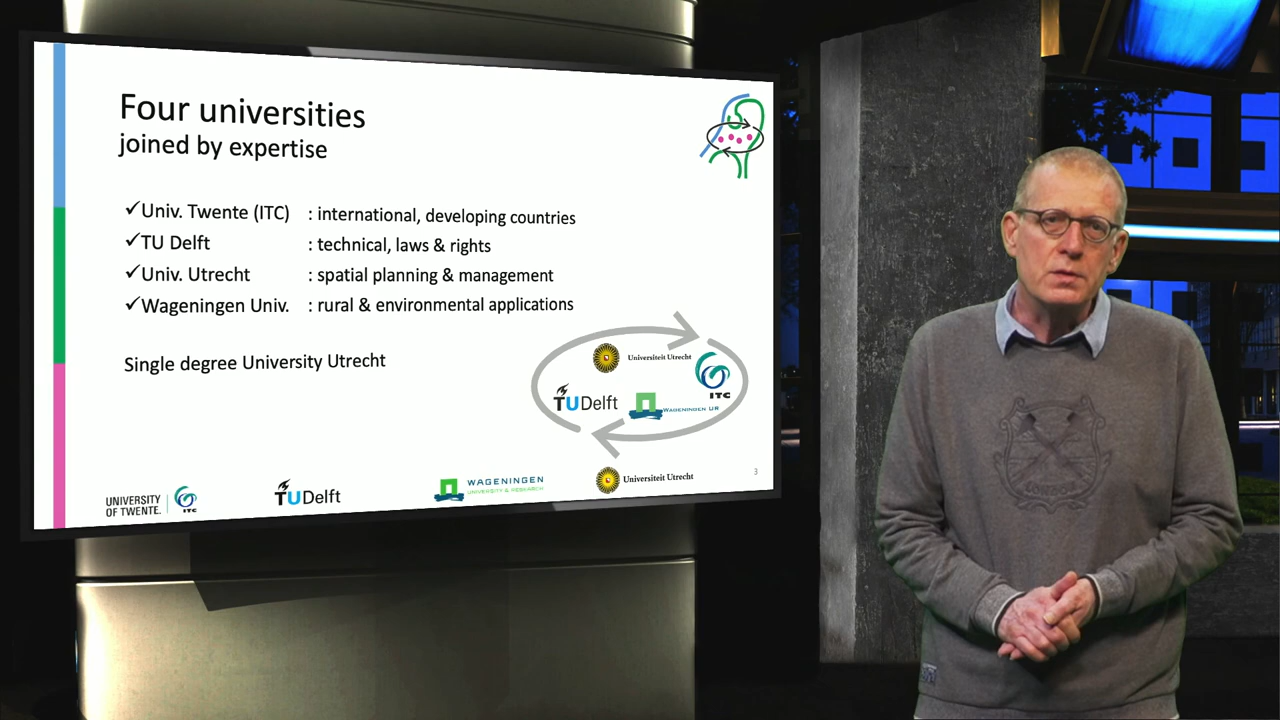 Four universities
joined by expertise
✓Univ. Twente (ITC) : international, developing countries
✓TU Delft : technical, laws & rights
✓Univ. Utrecht : spatial planning & management
✓Wageningen Univ. : rural & environmental applications
Single degree University Utrecht
Universiteit Utrecht
ITC
TUDelft
WAGENINGEN UR
3
UNIVERSITY
OF TWENTE.
ITC
TUDelft
WAGENINGEN
UNIVERSITY & RESEARCH
Universiteit Utrecht